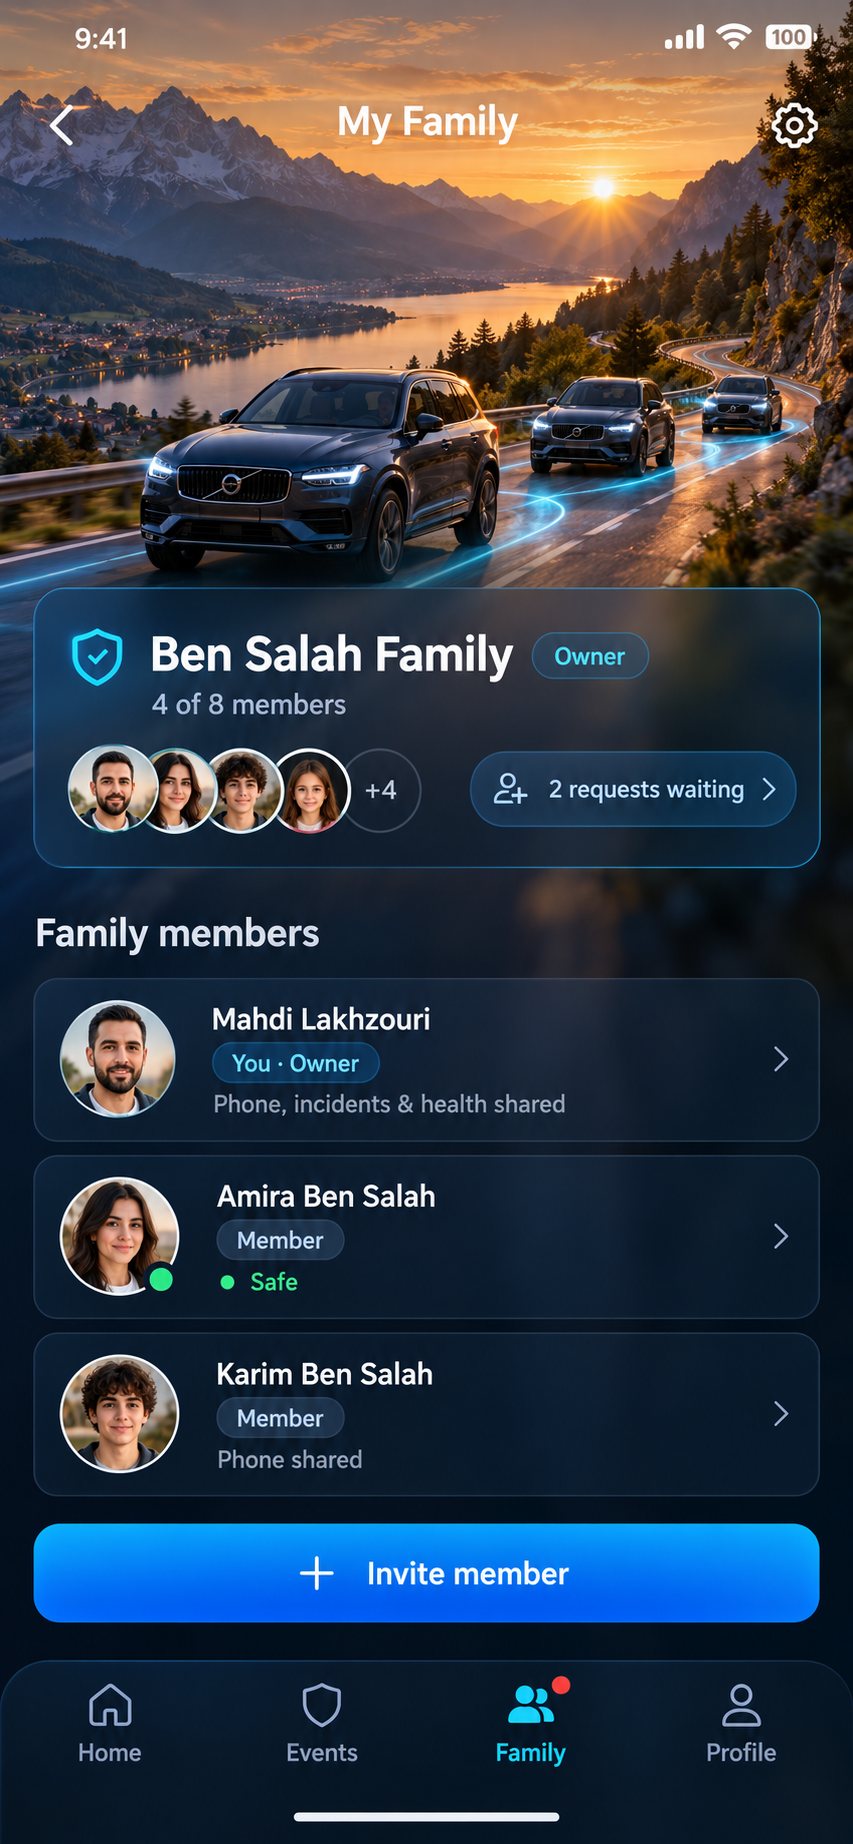 9:41
100
My Family
Ben Salah Family
Owner
4 of 8 members
+4
2 requests waiting
Family members
Mahdi Lakhzouri
You · Owner
Phone, incidents & health shared
Amira Ben Salah
Member
Safe
Karim Ben Salah
Member
Phone shared
Invite member
Home
Events
Family
Profile